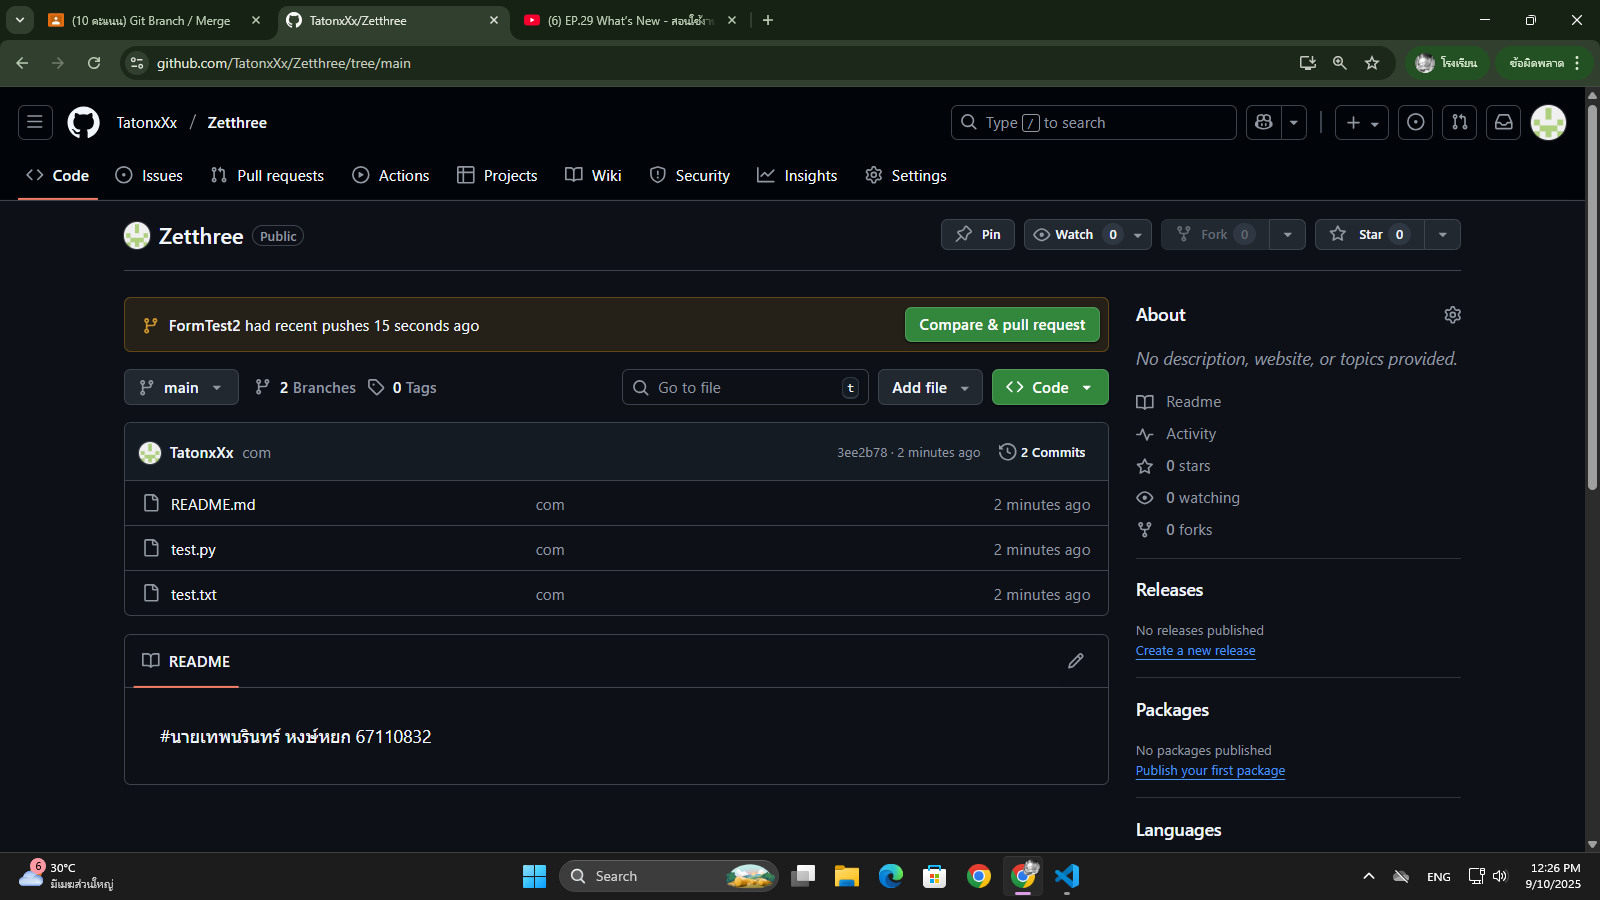 (10 คะแนน) Git Branch / Merge
TatonxXx/Zetthree
(6) EP.29 What's New - สอนใช้งา
github.com/TatonxXx/Zetthree/tree/main
โรงเรียน
ข้อผิดพลาด
TatonxXx / Zetthree
Type / to search
Code
Issues
Pull requests
Actions
Projects
Wiki
Security
Insights
Settings
Zetthree Public
Pin
Watch 0
Fork 0
Star 0
FormTest2 had recent pushes 15 seconds ago
Compare & pull request
main
2 Branches
0 Tags
Go to file t
Add file
Code
TatonxXx com
3ee2b78 · 2 minutes ago
2 Commits
README.md com 2 minutes ago
test.py com 2 minutes ago
test.txt com 2 minutes ago
README
#นายเทพนรินทร์ หงษ์หยก 67110832
About
No description, website, or topics provided.
Readme
Activity
0 stars
0 watching
0 forks
Releases
No releases published
Create a new release
Packages
No packages published
Publish your first package
Languages
6
30°C
มีเมฆส่วนใหญ่
Search
ENG
12:26 PM
9/10/2025